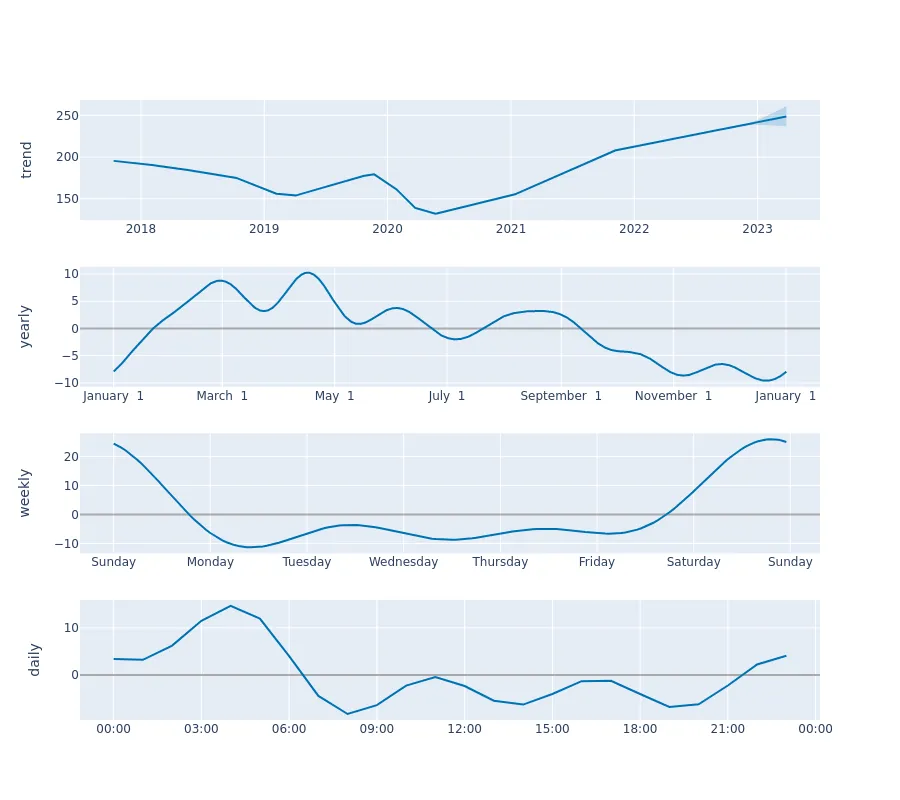 trend
250
200
150
2018 2019 2020 2021 2022 2023
yearly
10
5
0
−5
−10
January 1 March 1 May 1 July 1 September 1 November 1 January 1
weekly
20
10
0
−10
Sunday Monday Tuesday Wednesday Thursday Friday Saturday Sunday
daily
10
0
00:00 03:00 06:00 09:00 12:00 15:00 18:00 21:00 00:00